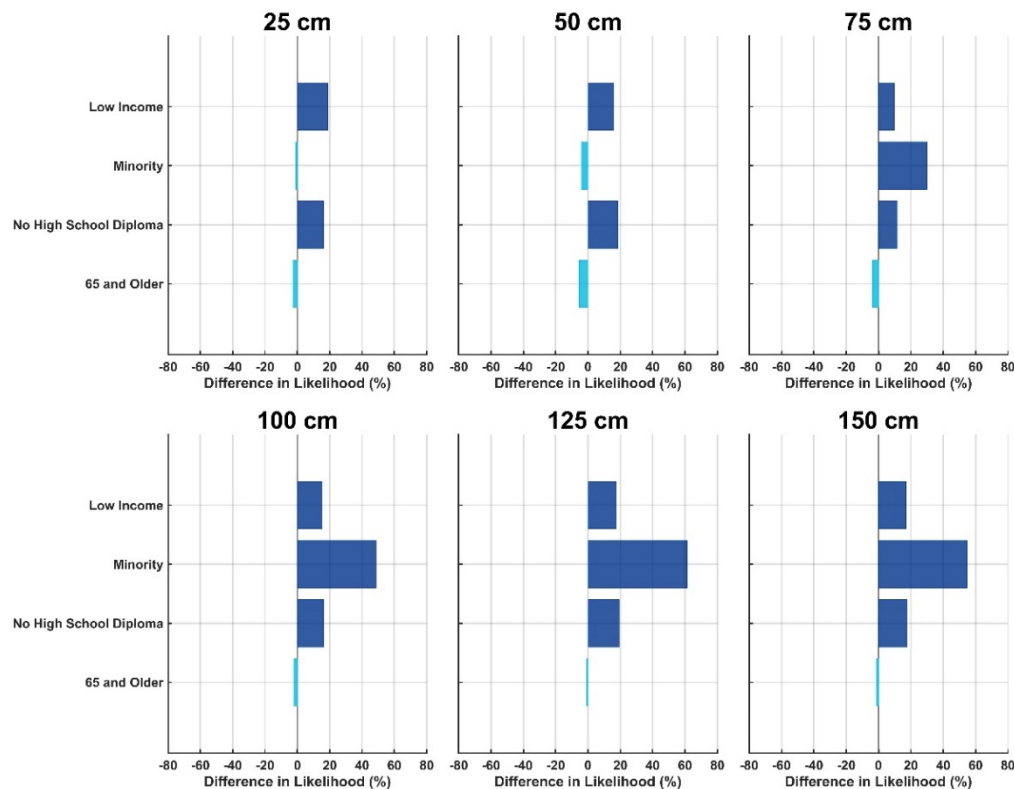 25 cm 50 cm 75 cm
Low Income
Minority
No High School Diploma
65 and Older
-80 -60 -40 -20 0 20 40 60 80 -80 -60 -40 -20 0 20 40 60 80 -80 -60 -40 -20 0 20 40 60 80
Difference in Likelihood (%) Difference in Likelihood (%) Difference in Likelihood (%)
100 cm 125 cm 150 cm
Low Income
Minority
No High School Diploma
65 and Older
-80 -60 -40 -20 0 20 40 60 80 -80 -60 -40 -20 0 20 40 60 80 -80 -60 -40 -20 0 20 40 60 80
Difference in Likelihood (%) Difference in Likelihood (%) Difference in Likelihood (%)